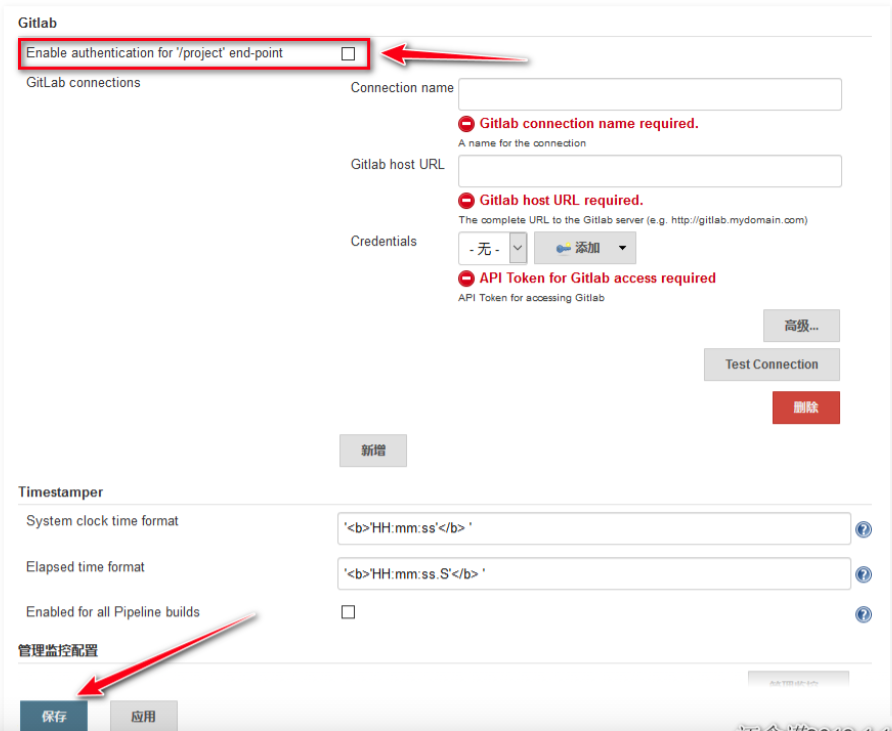 Gitlab
Enable authentication for '/project' end-point
GitLab connections
Connection name
Gitlab connection name required.
A name for the connection
Gitlab host URL
Gitlab host URL required.
The complete URL to the Gitlab server (e.g. http://gitlab.mydomain.com)
Credentials
- 无 -
添加
API Token for Gitlab access required
API Token for accessing Gitlab
高级...
Test Connection
删除
新增
Timestamper
System clock time format
'<b>'HH:mm:ss'</b> '
Elapsed time format
'<b>'HH:mm:ss.S'</b> '
Enabled for all Pipeline builds
管理监控配置
保存
应用